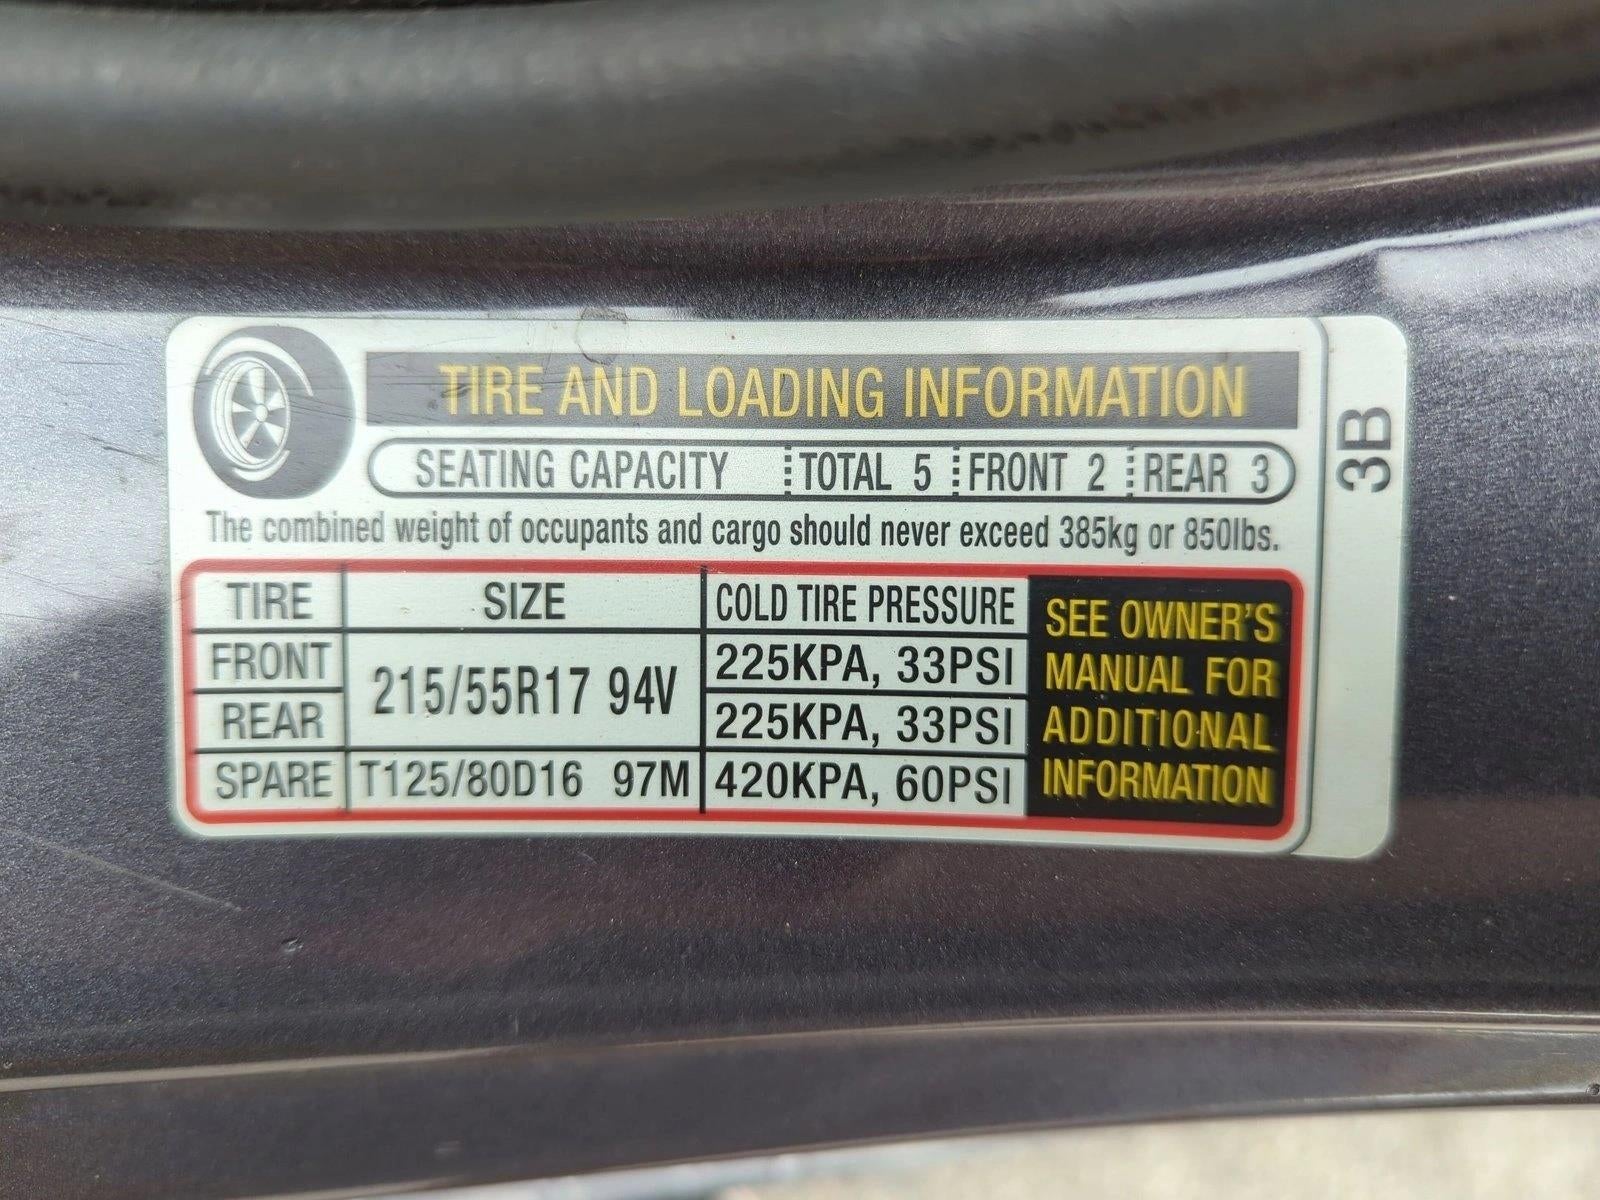 TIRE AND LOADING INFORMATION
SEATING CAPACITY TOTAL 5 FRONT 2 REAR 3
The combined weight of occupants and cargo should never exceed 385kg or 850lbs.
TIRE SIZE COLD TIRE PRESSURE
FRONT 215/55R17 94V 225KPA, 33PSI
REAR 225KPA, 33PSI
SPARE T125/80D16 97M 420KPA, 60PSI
SEE OWNER'S
MANUAL FOR
ADDITIONAL
INFORMATION
3B